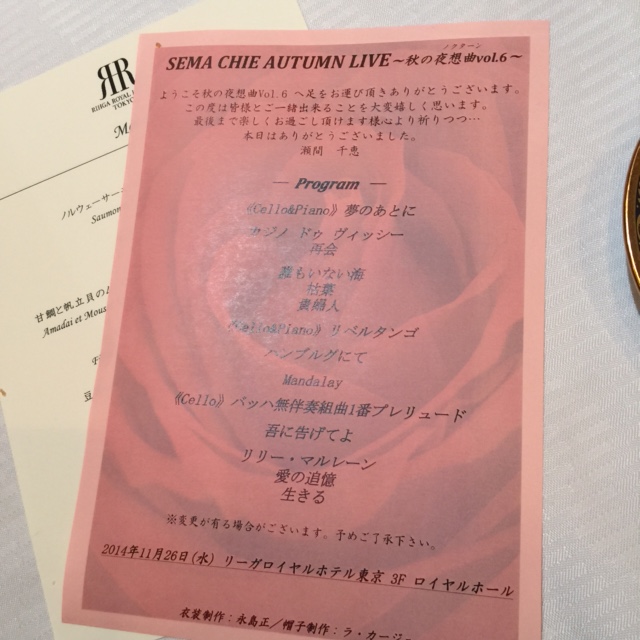 SEMA CHIE AUTUMN LIVE ～秋の夜想曲vol.6～
ノクターン
ようこそ秋の夜想曲Vol.6 へ足をお運び頂きありがとうございます。
この度は皆様とご一緒出来ることを大変嬉しく思います。
最後まで楽しくお過ごし頂けます様心より祈りつつ…
本日はありがとうございました。
瀬間 千恵
— Program —
《Cello&Piano》夢のあとに
カジノ ドゥ ヴィッシー
再会
誰もいない海
枯葉
貴婦人
《Cello&Piano》リベルタンゴ
ハンブルグにて
Mandalay
《Cello》バッハ無伴奏組曲1番プレリュード
吾に告げてよ
リリー・マルレーン
愛の追憶
生きる
※変更が有る場合がございます。予めご了承下さい。
2014年11月26日(水) リーガロイヤルホテル東京 3F ロイヤルホール
衣装制作：永島正／帽子制作：ラ・カージュ
RIHGA ROYAL
TOKYO
ノルウェーサー
Saumon
甘鯛と帆立貝の
Amadai et Mous
豆